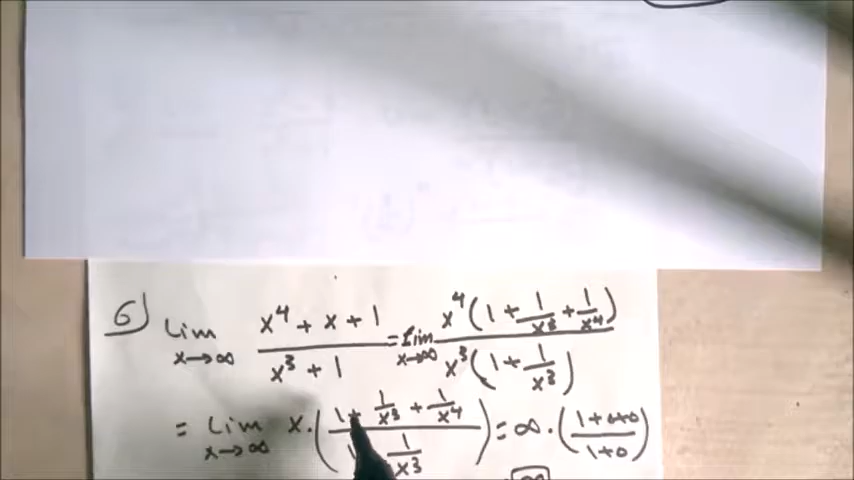 6) Lim x→∞ x⁴ + x + 1 / x³ + 1 = Lim x→∞ x⁴(1 + 1/x³ + 1/x⁴) / x³(1 + 1/x³)
= Lim x→∞ x · (1 + 1/x³ + 1/x⁴ / 1 1/x³) = ∞ · (1+0+0 / 1+0)
∞